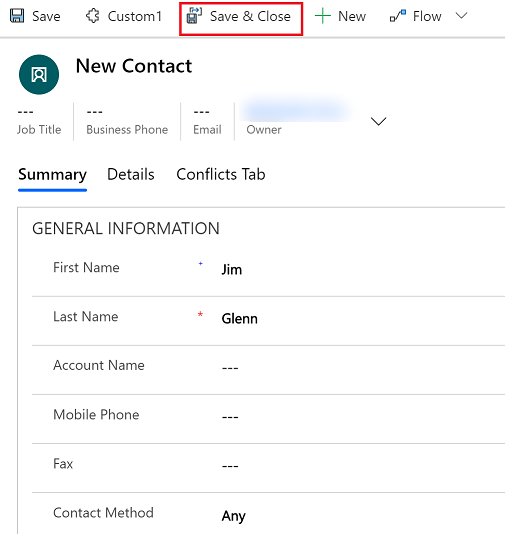 Save Custom1 Save & Close New Flow
New Contact
--- --- ---
Job Title Business Phone Email Owner
Summary Details Conflicts Tab
GENERAL INFORMATION
First Name + Jim
Last Name * Glenn
Account Name ---
Mobile Phone ---
Fax ---
Contact Method Any